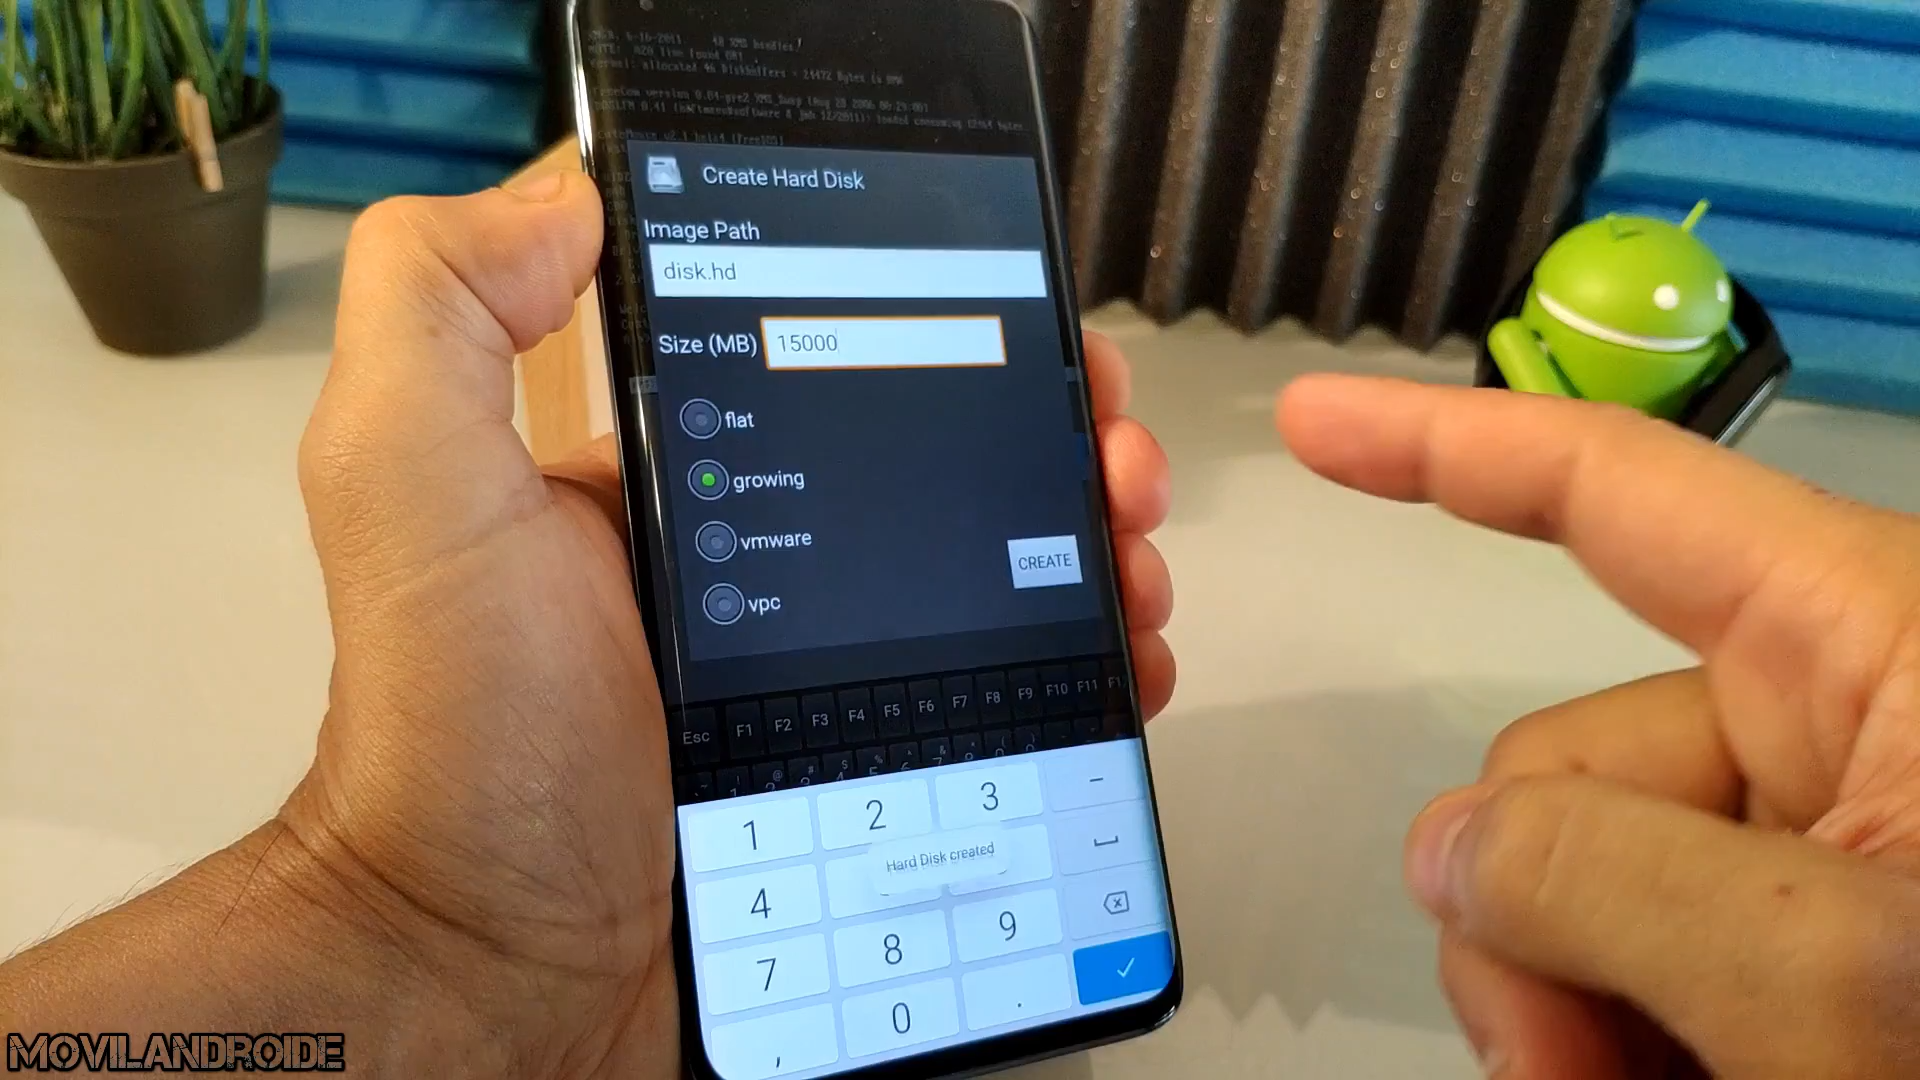 Create Hard Disk
Image Path
disk.hd
Size (MB) 15000
flat
growing
vmware
CREATE
vpc
Esc F1 F2 F3 F4 F5 F6 F7 F8 F9 F10 F11
1 2 3 -
Hard Disk created
4
7 8 9
, 0 .
MOVILANDROIDE